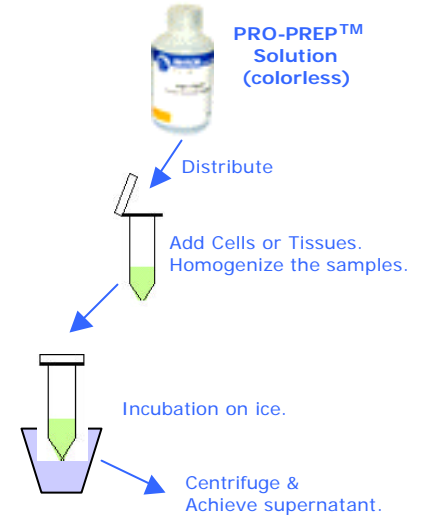 PRO-PREP™
Solution
(colorless)
Distribute
Add Cells or Tissues.
Homogenize the samples.
Incubation on ice.
Centrifuge &
Achieve supernatant.